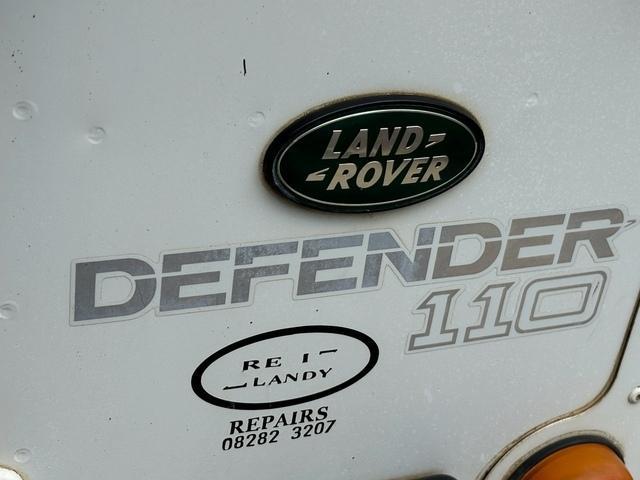 LAND
ROVER
DEFENDER
110
RE I
LANDY
REPAIRS
08282 3207